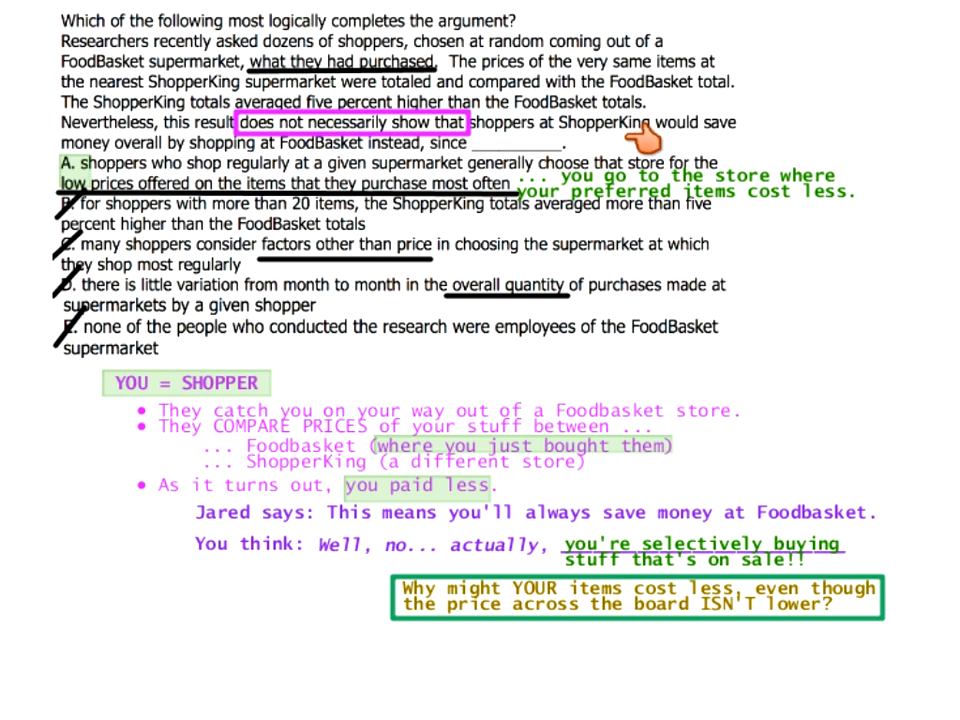 Which of the following most logically completes the argument?
Researchers recently asked dozens of shoppers, chosen at random coming out of a
FoodBasket supermarket, what they had purchased. The prices of the very same items at
the nearest ShopperKing supermarket were totaled and compared with the FoodBasket total.
The ShopperKing totals averaged five percent higher than the FoodBasket totals.
Nevertheless, this result does not necessarily show that shoppers at ShopperKing would save
money overall by shopping at FoodBasket instead, since __________.
A. shoppers who shop regularly at a given supermarket generally choose that store for the
low prices offered on the items that they purchase most often
... you go to the store where
your preferred items cost less.
B. for shoppers with more than 20 items, the ShopperKing totals averaged more than five
percent higher than the FoodBasket totals
C. many shoppers consider factors other than price in choosing the supermarket at which
they shop most regularly
D. there is little variation from month to month in the overall quantity of purchases made at
supermarkets by a given shopper
E. none of the people who conducted the research were employees of the FoodBasket
supermarket
YOU = SHOPPER
• They catch you on your way out of a Foodbasket store.
• They COMPARE PRICES of your stuff between ...
... Foodbasket (where you just bought them)
... ShopperKing (a different store)
• As it turns out, you paid less.
Jared says: This means you'll always save money at Foodbasket.
You think: Well, no... actually, you're selectively buying
stuff that's on sale!!
Why might YOUR items cost less, even though
the price across the board ISN'T lower?